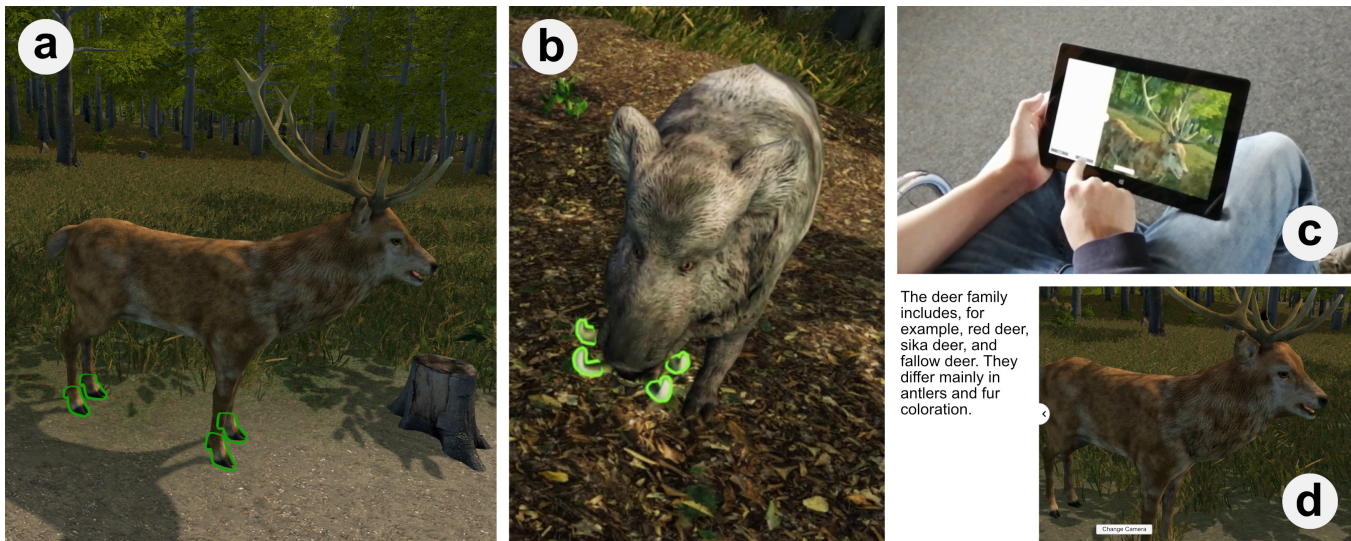 a
b
c
The deer family
includes, for
example, red deer,
sika deer, and
fallow deer. They
differ mainly in
antlers and fur
coloration.
d
Change Camera